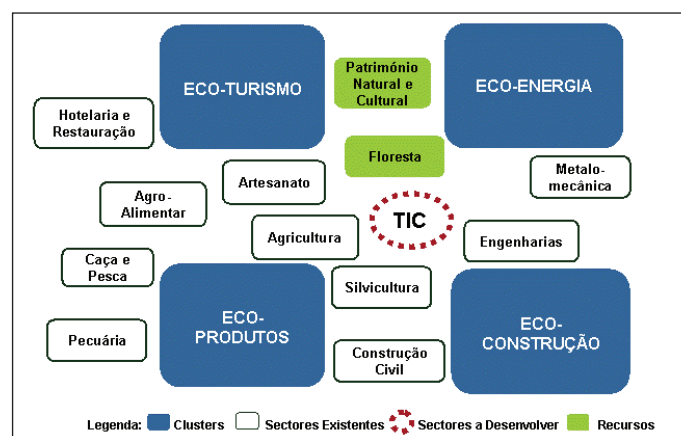 ECO-TURISMO
Património
Natural e
Cultural
ECO-ENERGIA
Hotelaria e
Restauração
Floresta
Artesanato
Metalo-
mecânica
Agro-
Alimentar
TIC
Agricultura
Engenharias
Caça e
Pesca
Silvicultura
ECO-
PRODUTOS
ECO-
CONSTRUÇÃO
Pecuária
Construção
Civil
Legenda: Clusters Sectores Existentes Sectores a Desenvolver Recursos